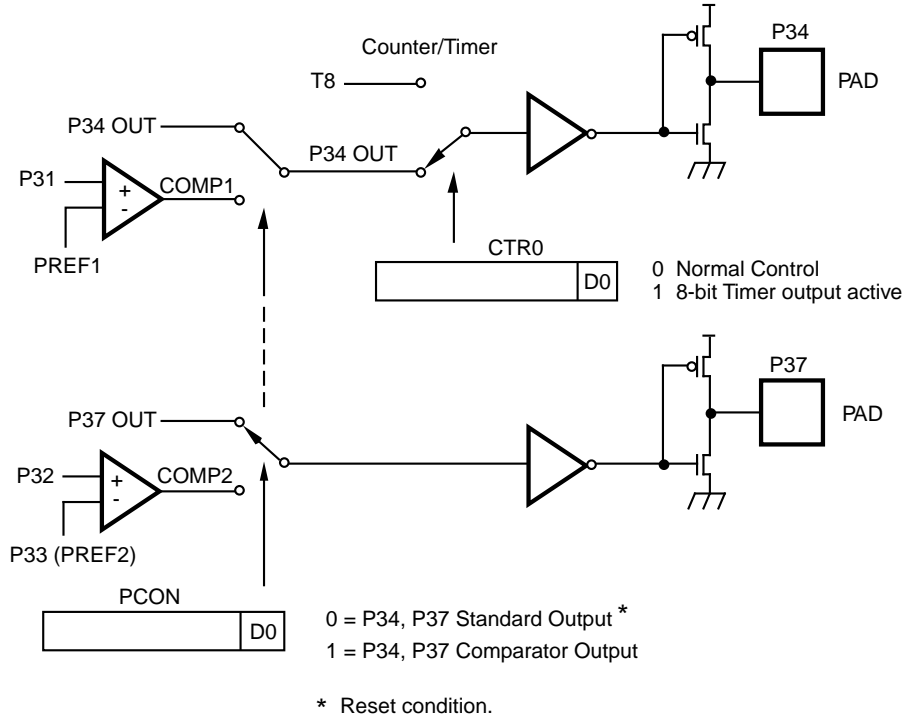 P34
Counter/Timer
T8
PAD
P34 OUT
P34 OUT
P31
COMP1
+
-
PREF1
CTR0
D0
0 Normal Control
1 8-bit Timer output active
P37
P37 OUT
PAD
P32
COMP2
+
-
P33 (PREF2)
PCON
D0
0 = P34, P37 Standard Output *
1 = P34, P37 Comparator Output
* Reset condition.